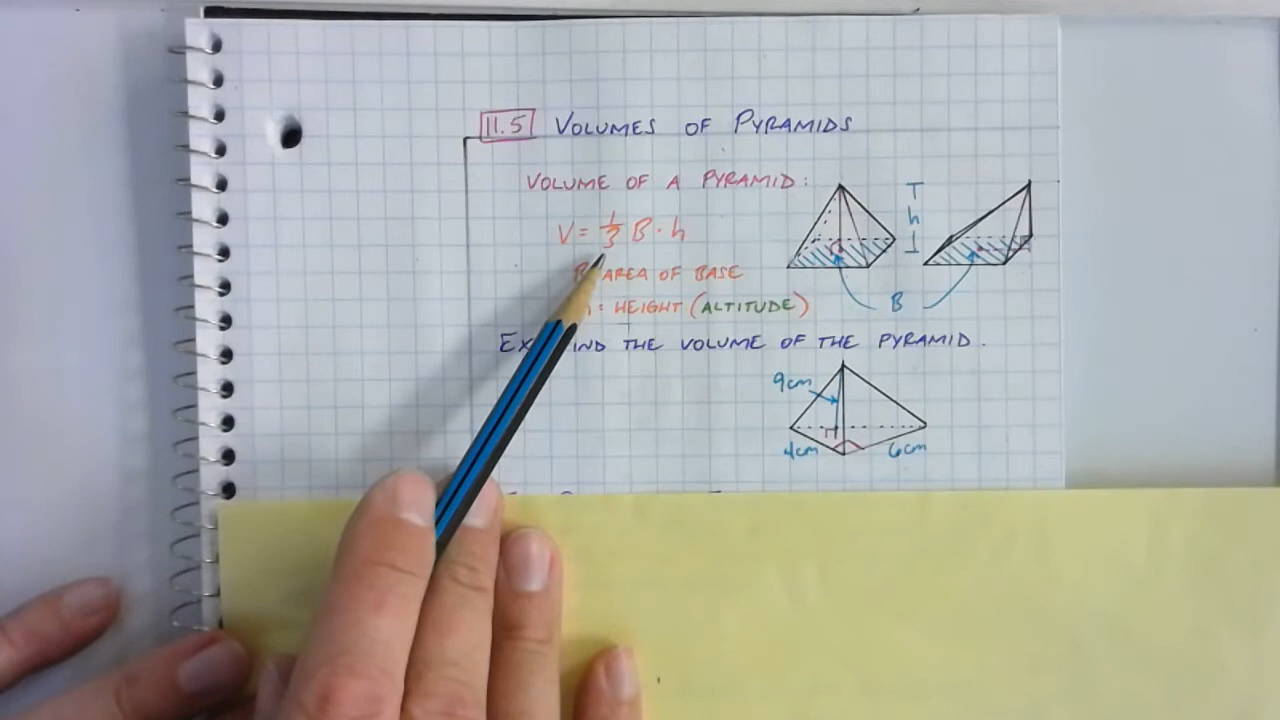 11.5 VOLUMES OF PYRAMIDS
VOLUME OF A PYRAMID:
V = 1/3 B · h
B AREA OF BASE
: HEIGHT (ALTITUDE)
h
B
EX IND THE VOLUME OF THE PYRAMID.
9cm
4cm 6cm